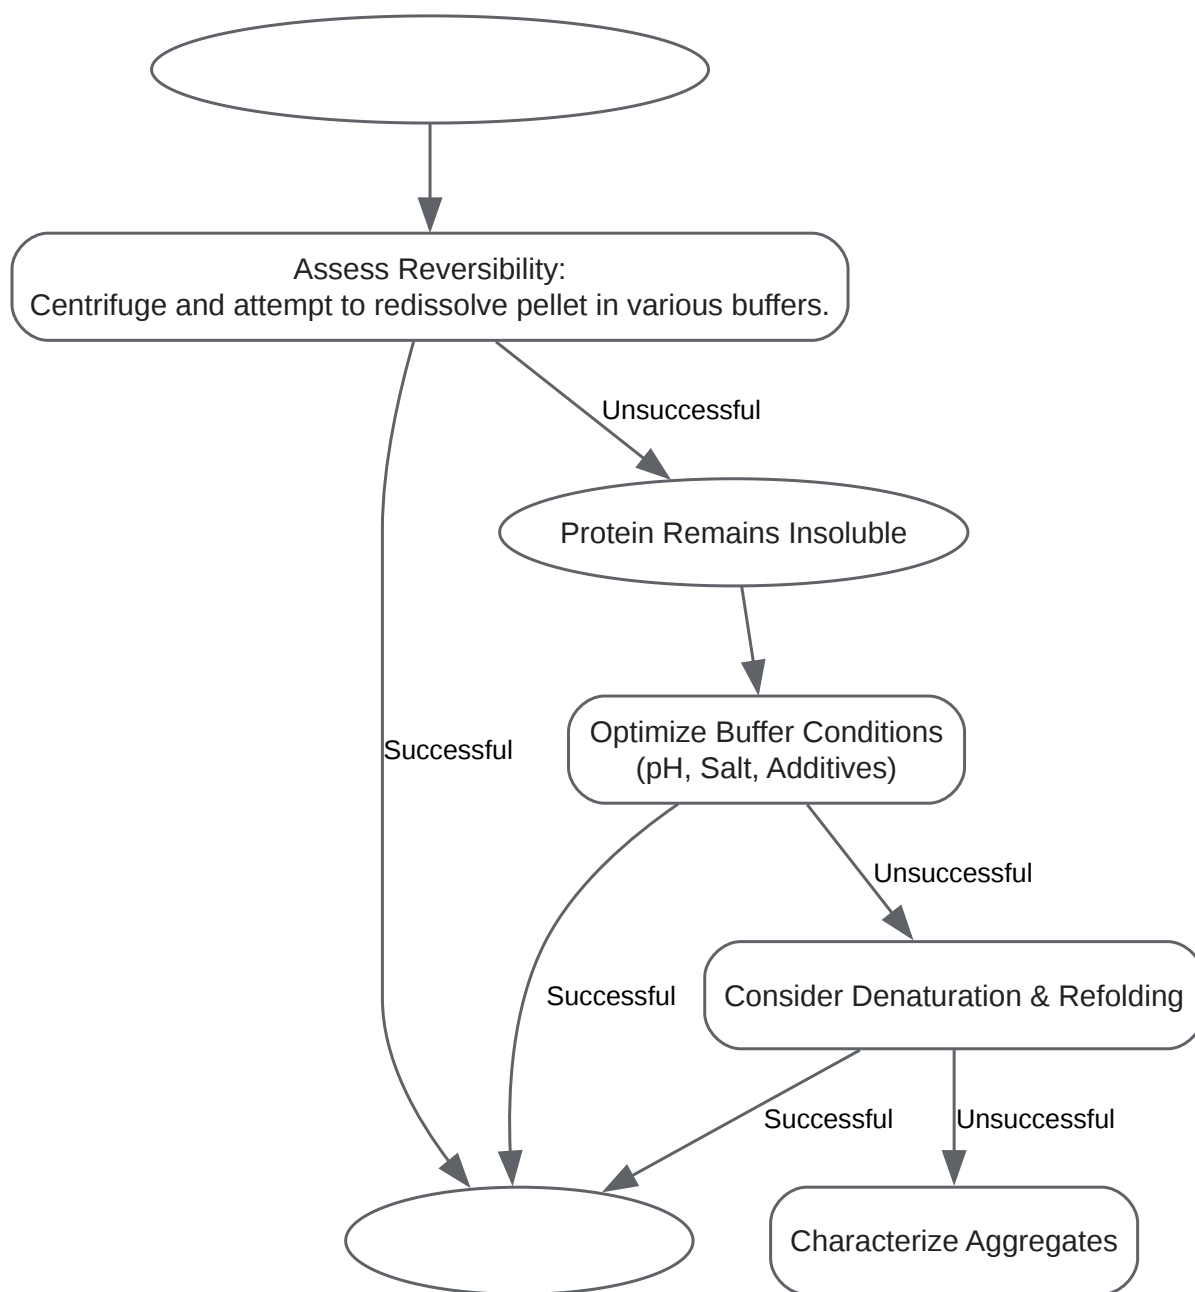 Assess Reversibility:
Centrifuge and attempt to redissolve pellet in various buffers.
Unsuccessful
Protein Remains Insoluble
Successful
Optimize Buffer Conditions
(pH, Salt, Additives)
Unsuccessful
Successful
Consider Denaturation & Refolding
Successful
Unsuccessful
Characterize Aggregates